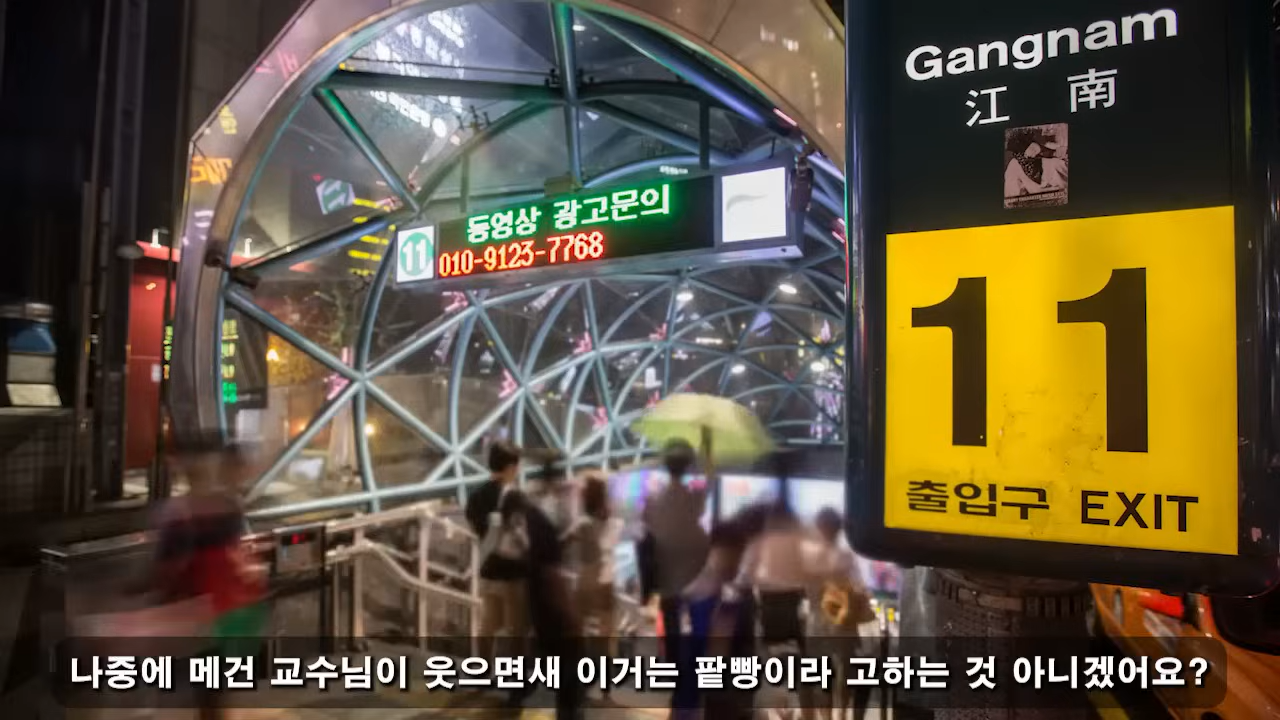 Gangnam
江 南
11
동영상 광고문의
010-9123-7768
11
출입구 EXIT
나중에 메건 교수님이 웃으면새 이거는 팥빵이라 고하는 것 아니겠어요?